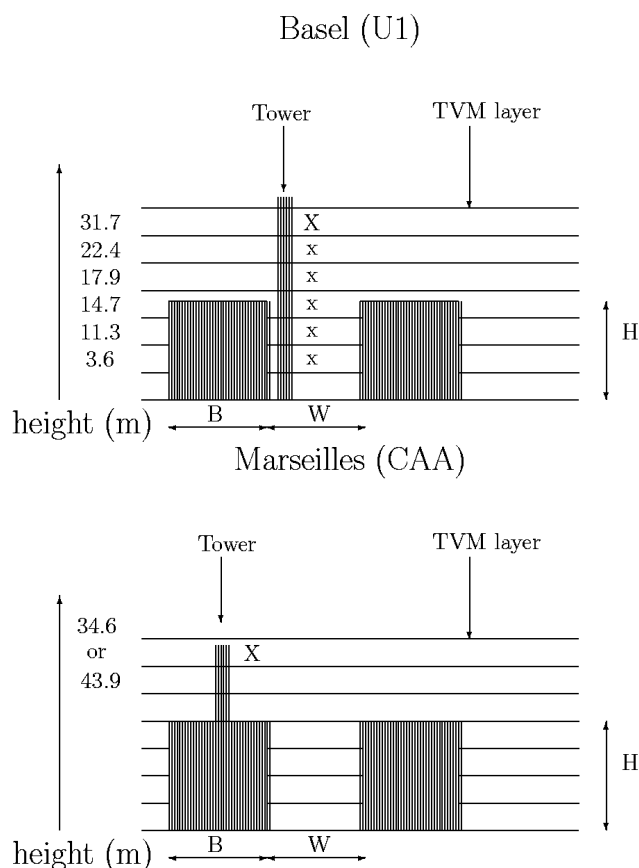 Basel (U1)
Tower TVM layer
31.7 X
22.4 x
17.9 x
14.7 x
11.3 x H
3.6 x
height (m) B W
Marseilles (CAA)
Tower TVM layer
34.6
or X
43.9
H
height (m) B W